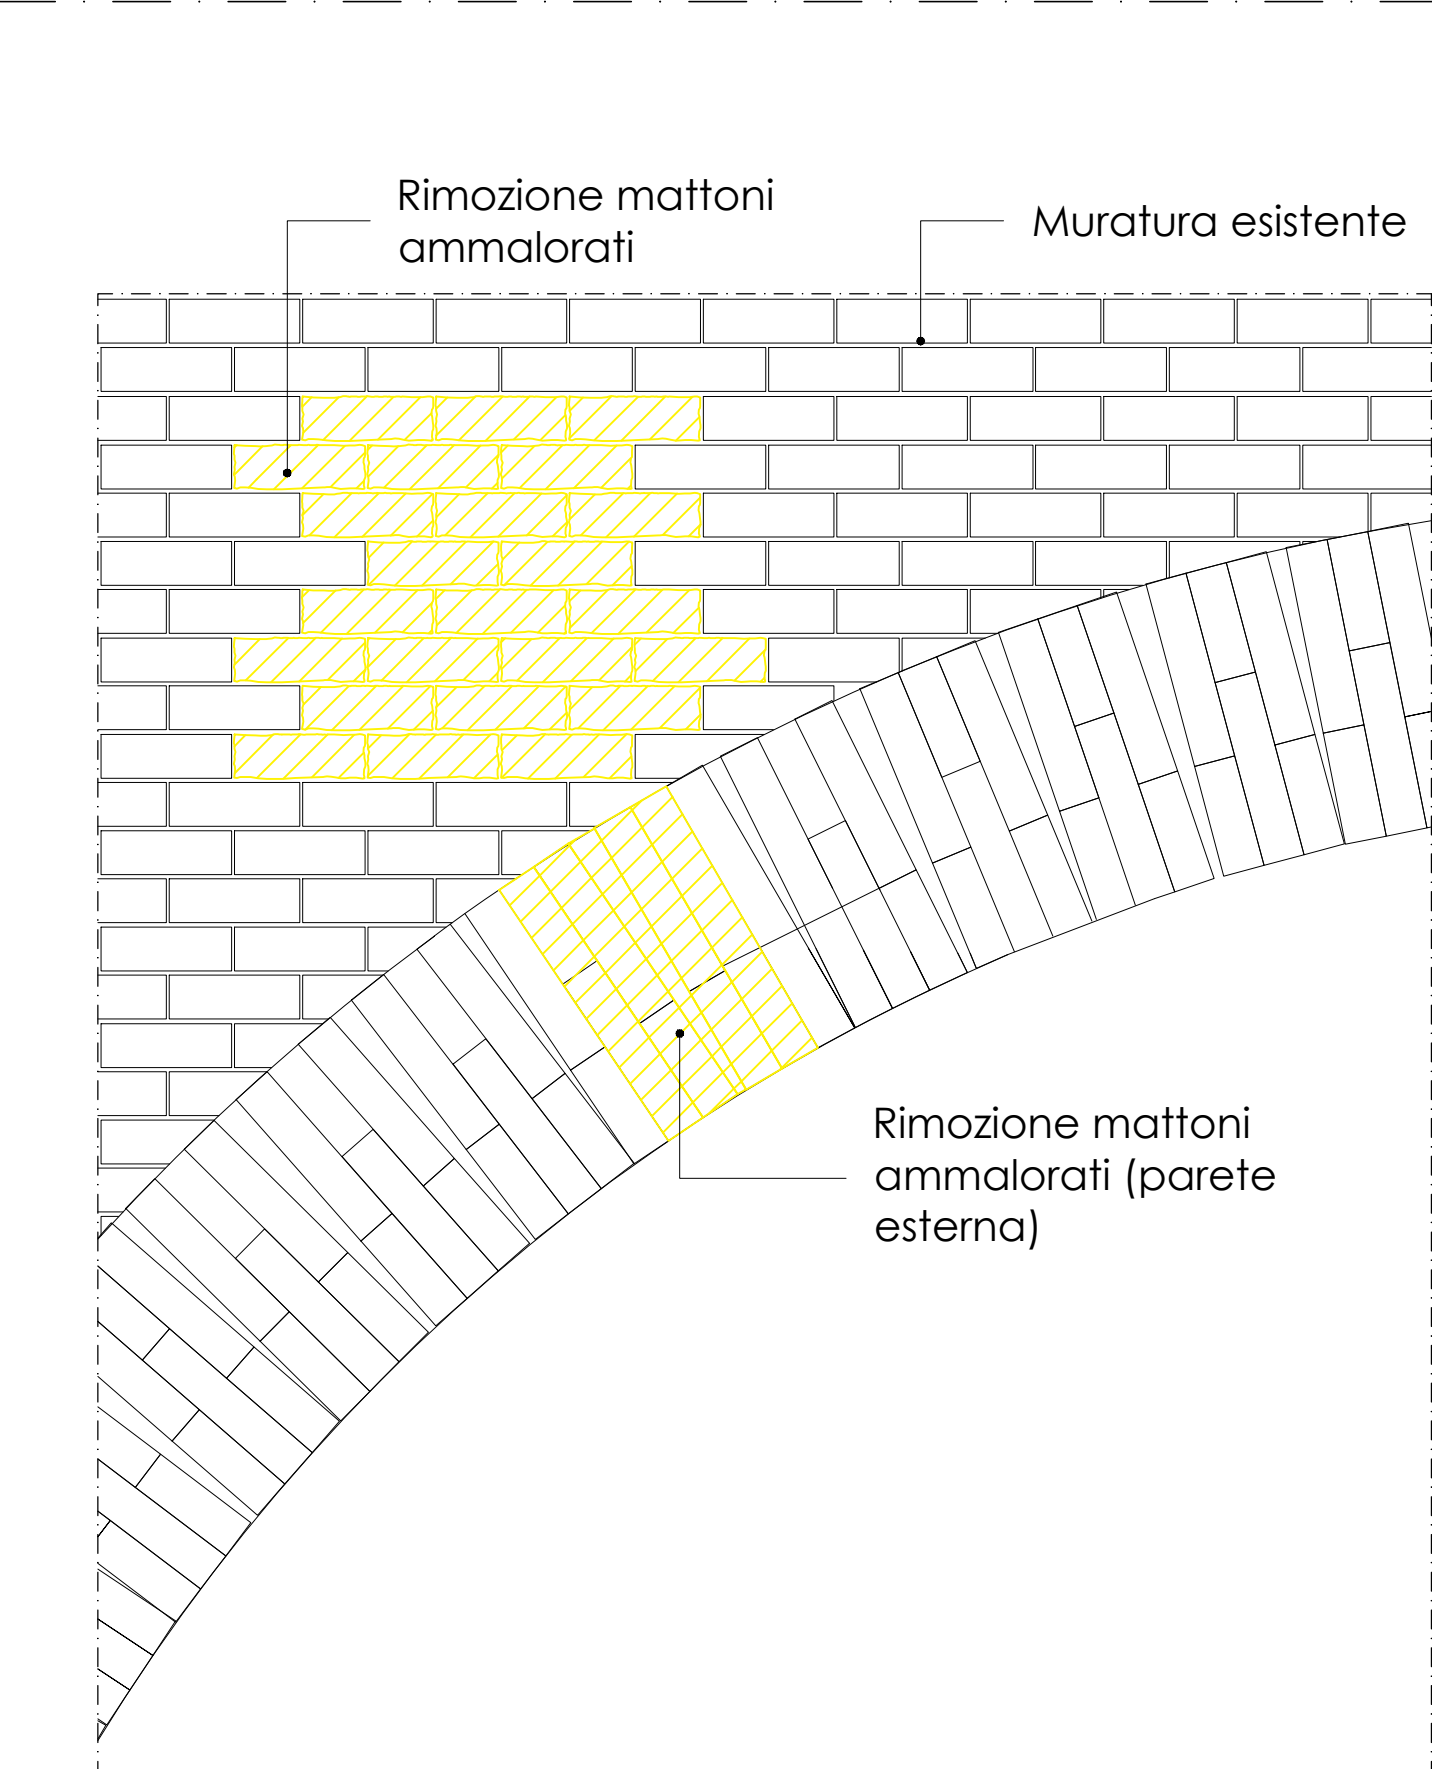 Rimozione mattoni
ammalorati
Muratura esistente
Rimozione mattoni
ammalorati (parete
esterna)